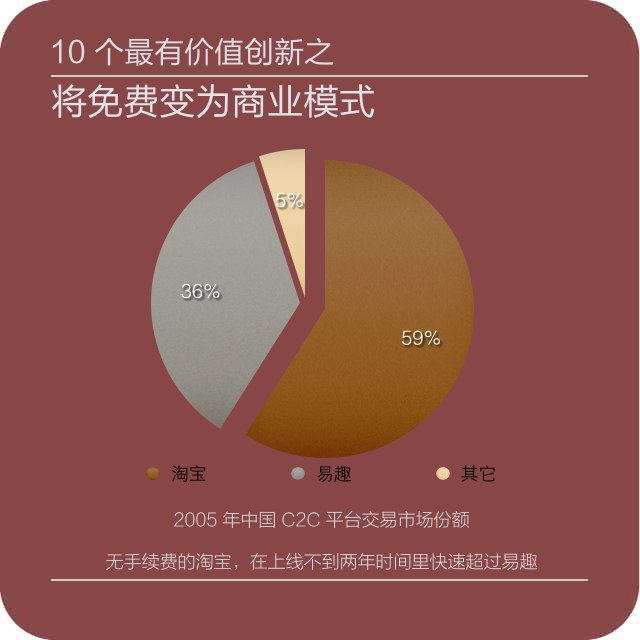 10 个最有价值创新之
将免费变为商业模式
5%
36%
59%
淘宝 易趣 其它
2005 年中国 C2C 平台交易市场份额
无手续费的淘宝，在上线不到两年时间里快速超过易趣